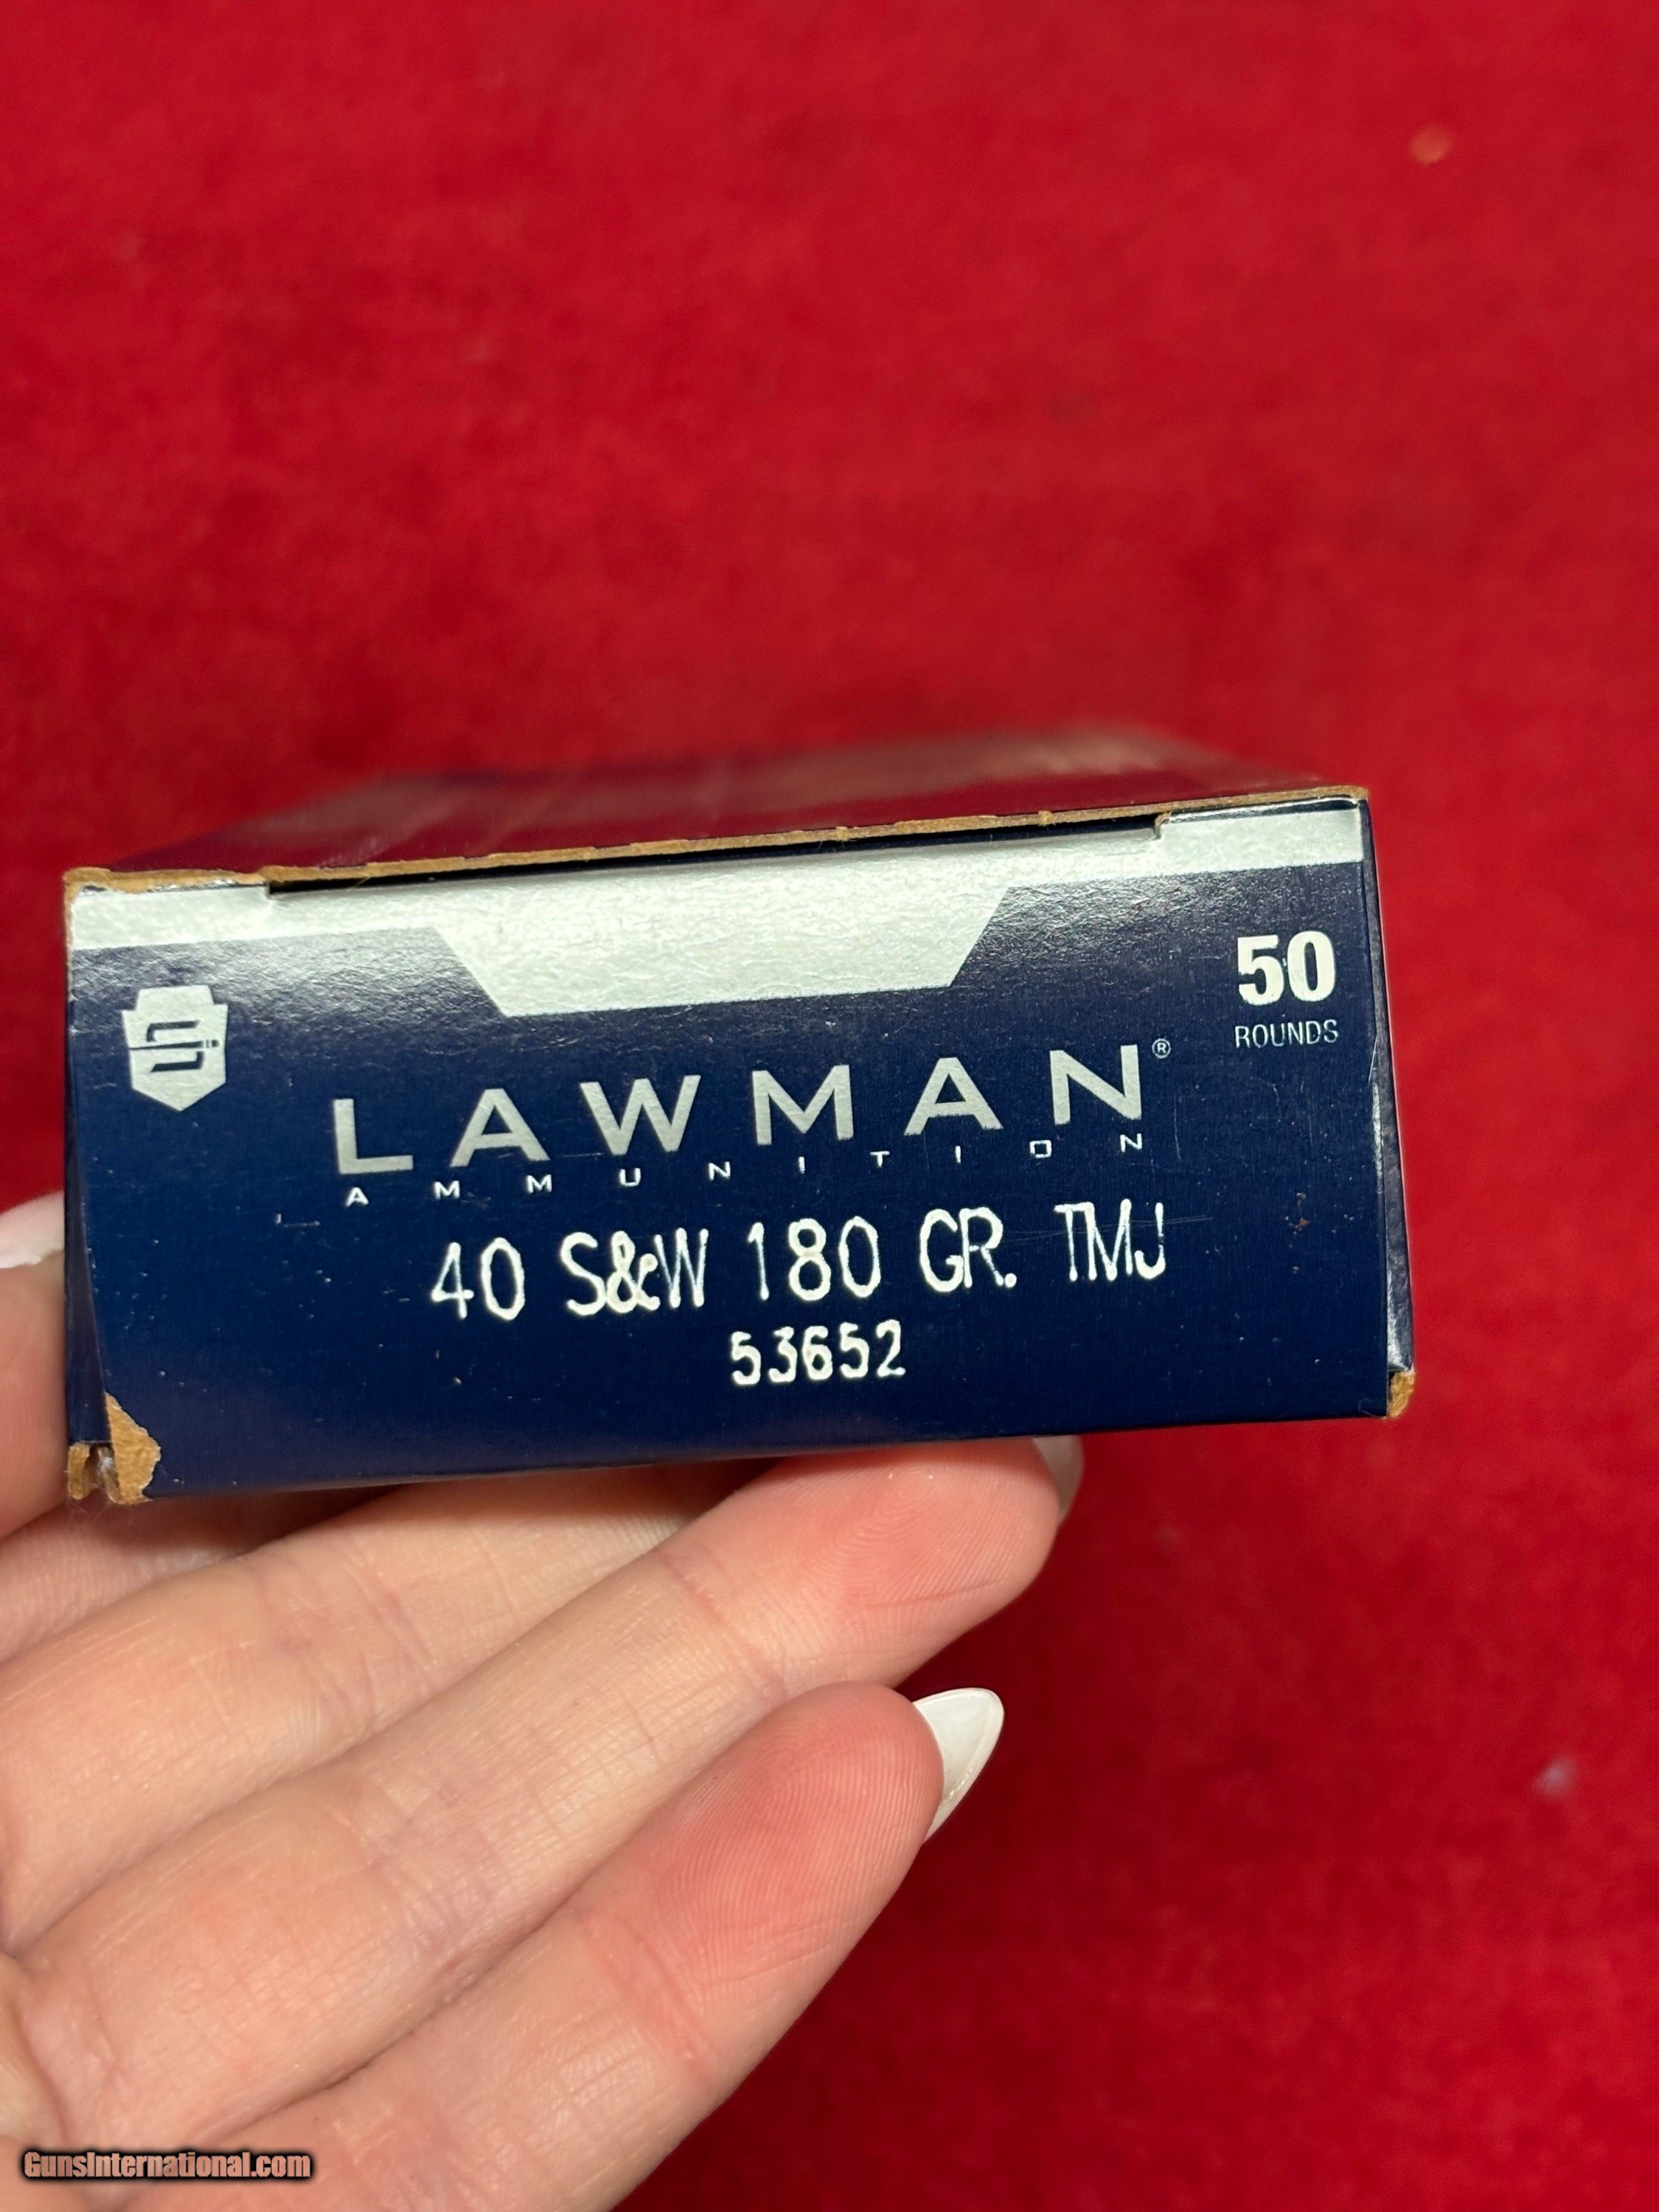 50
ROUNDS
LAWMAN®
AMMUNITION
40 S&W 180 GR. TMJ
53652
GunsInternational.com